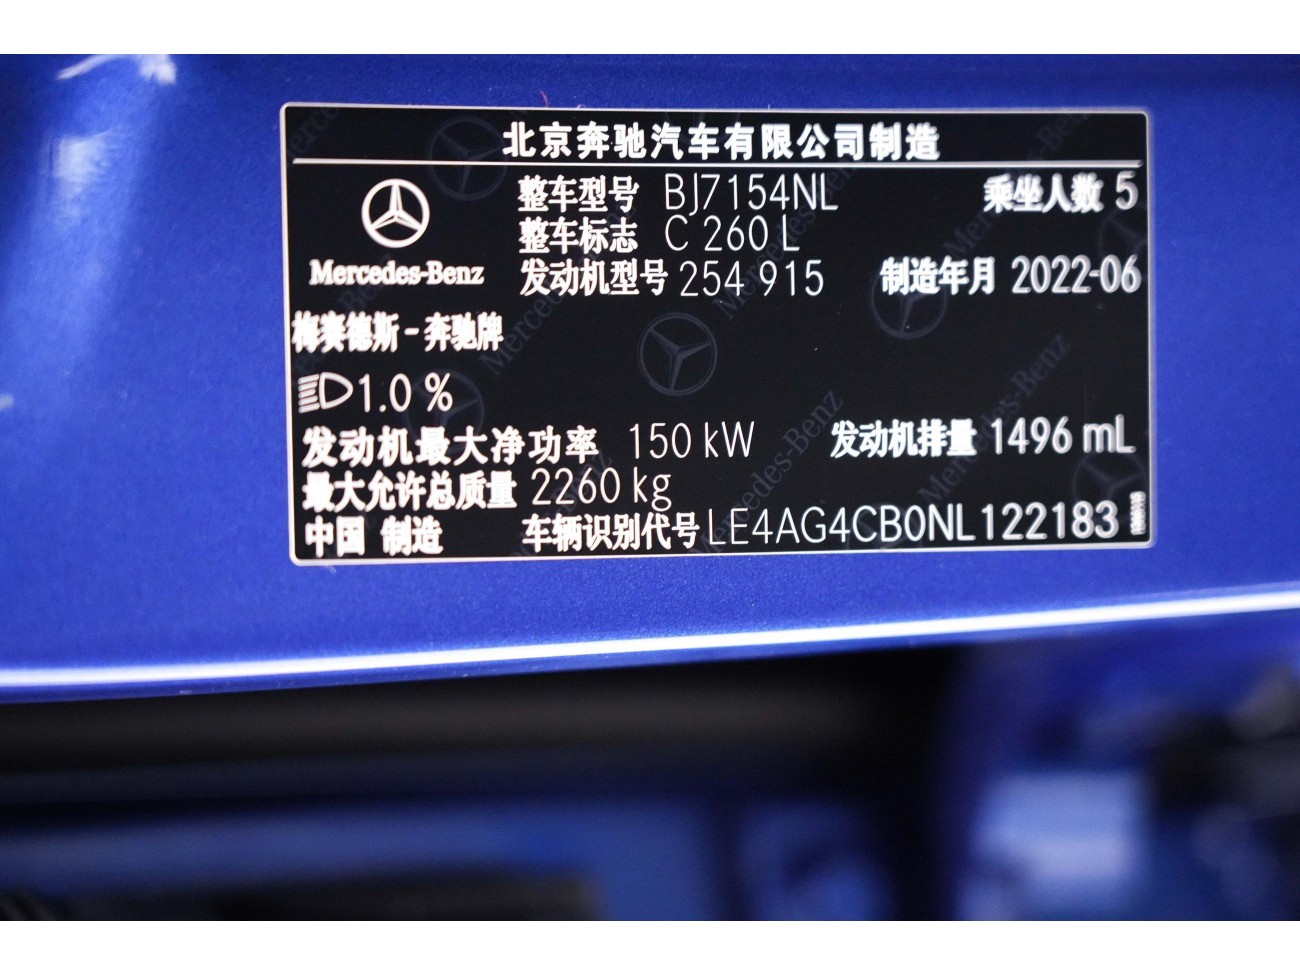 北京奔驰汽车有限公司制造
整车型号 BJ7154NL 乘坐人数 5
整车标志 C 260 L
Mercedes-Benz
发动机型号 254 915 制造年月 2022-06
梅赛德斯-奔驰牌
1.0 %
发动机最大净功率 150 kW 发动机排量 1496 mL
最大允许总质量 2260 kg
中国 制造 车辆识别代号 LE4AG4CB0NL122183